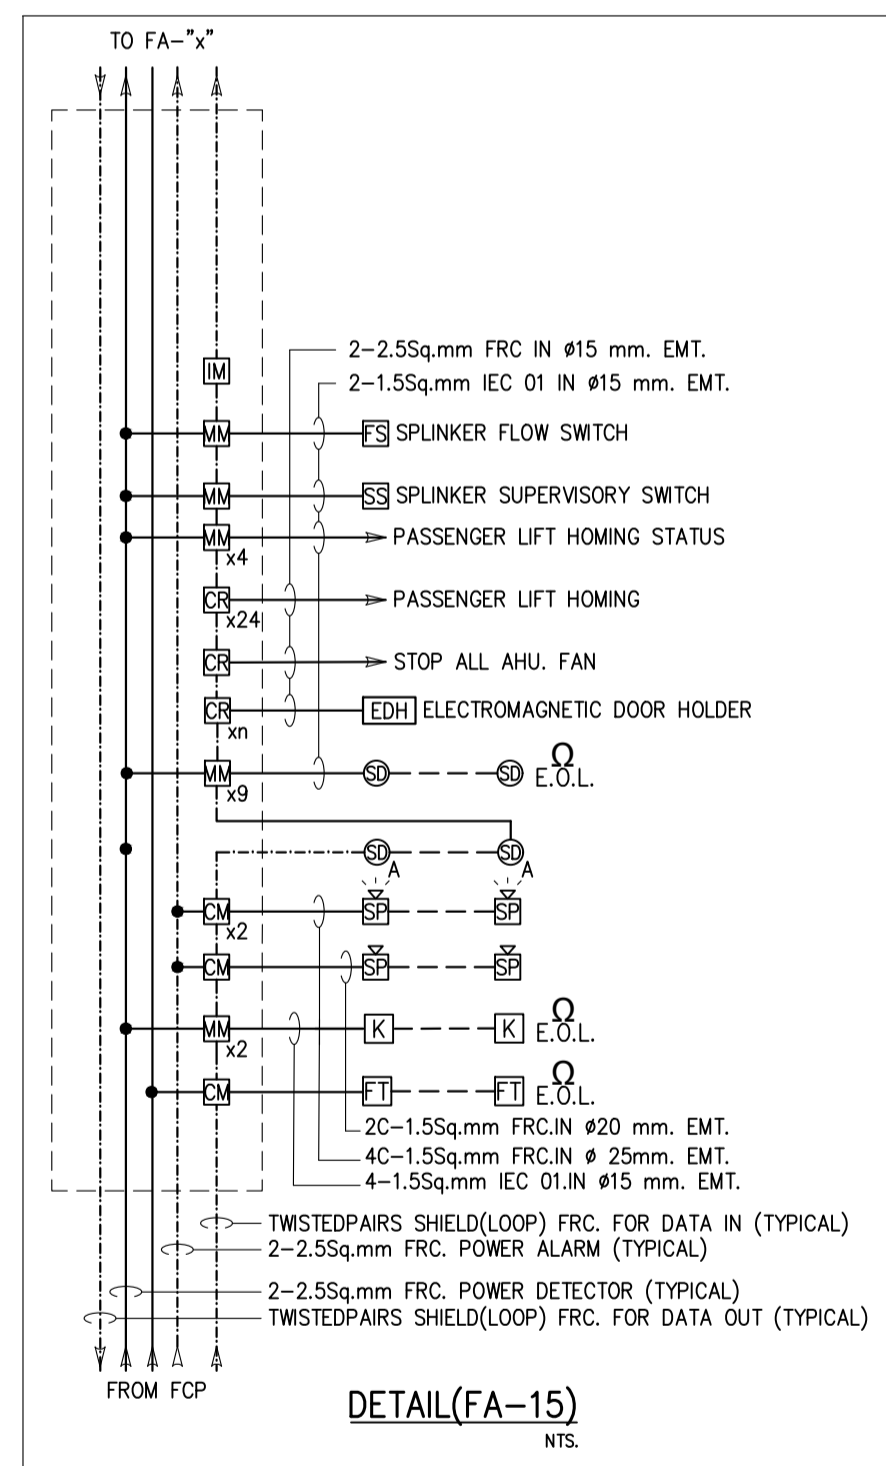 TO FA-"x"
2-2.5Sq.mm FRC IN ø15 mm. EMT.
IM
2-1.5Sq.mm IEC 01 IN ø15 mm. EMT.
MM FS SPLINKER FLOW SWITCH
MM SS SPLINKER SUPERVISORY SWITCH
MM PASSENGER LIFT HOMING STATUS
x4
CR PASSENGER LIFT HOMING
x24
CR STOP ALL AHU. FAN
CR EDH ELECTROMAGNETIC DOOR HOLDER
xn
MM SD SD Ω E.O.L.
x9
SD SD
A A
CM SP SP
x2
CM SP SP
MM K K Ω E.O.L.
x2
CM FT FT Ω E.O.L.
2C-1.5Sq.mm FRC.IN ø20 mm. EMT.
4C-1.5Sq.mm FRC.IN ø 25mm. EMT.
4-1.5Sq.mm IEC 01.IN ø15 mm. EMT.
TWISTEDPAIRS SHIELD(LOOP) FRC. FOR DATA IN (TYPICAL)
2-2.5Sq.mm FRC. POWER ALARM (TYPICAL)
2-2.5Sq.mm FRC. POWER DETECTOR (TYPICAL)
TWISTEDPAIRS SHIELD(LOOP) FRC. FOR DATA OUT (TYPICAL)
FROM FCP
DETAIL(FA-15)
NTS.